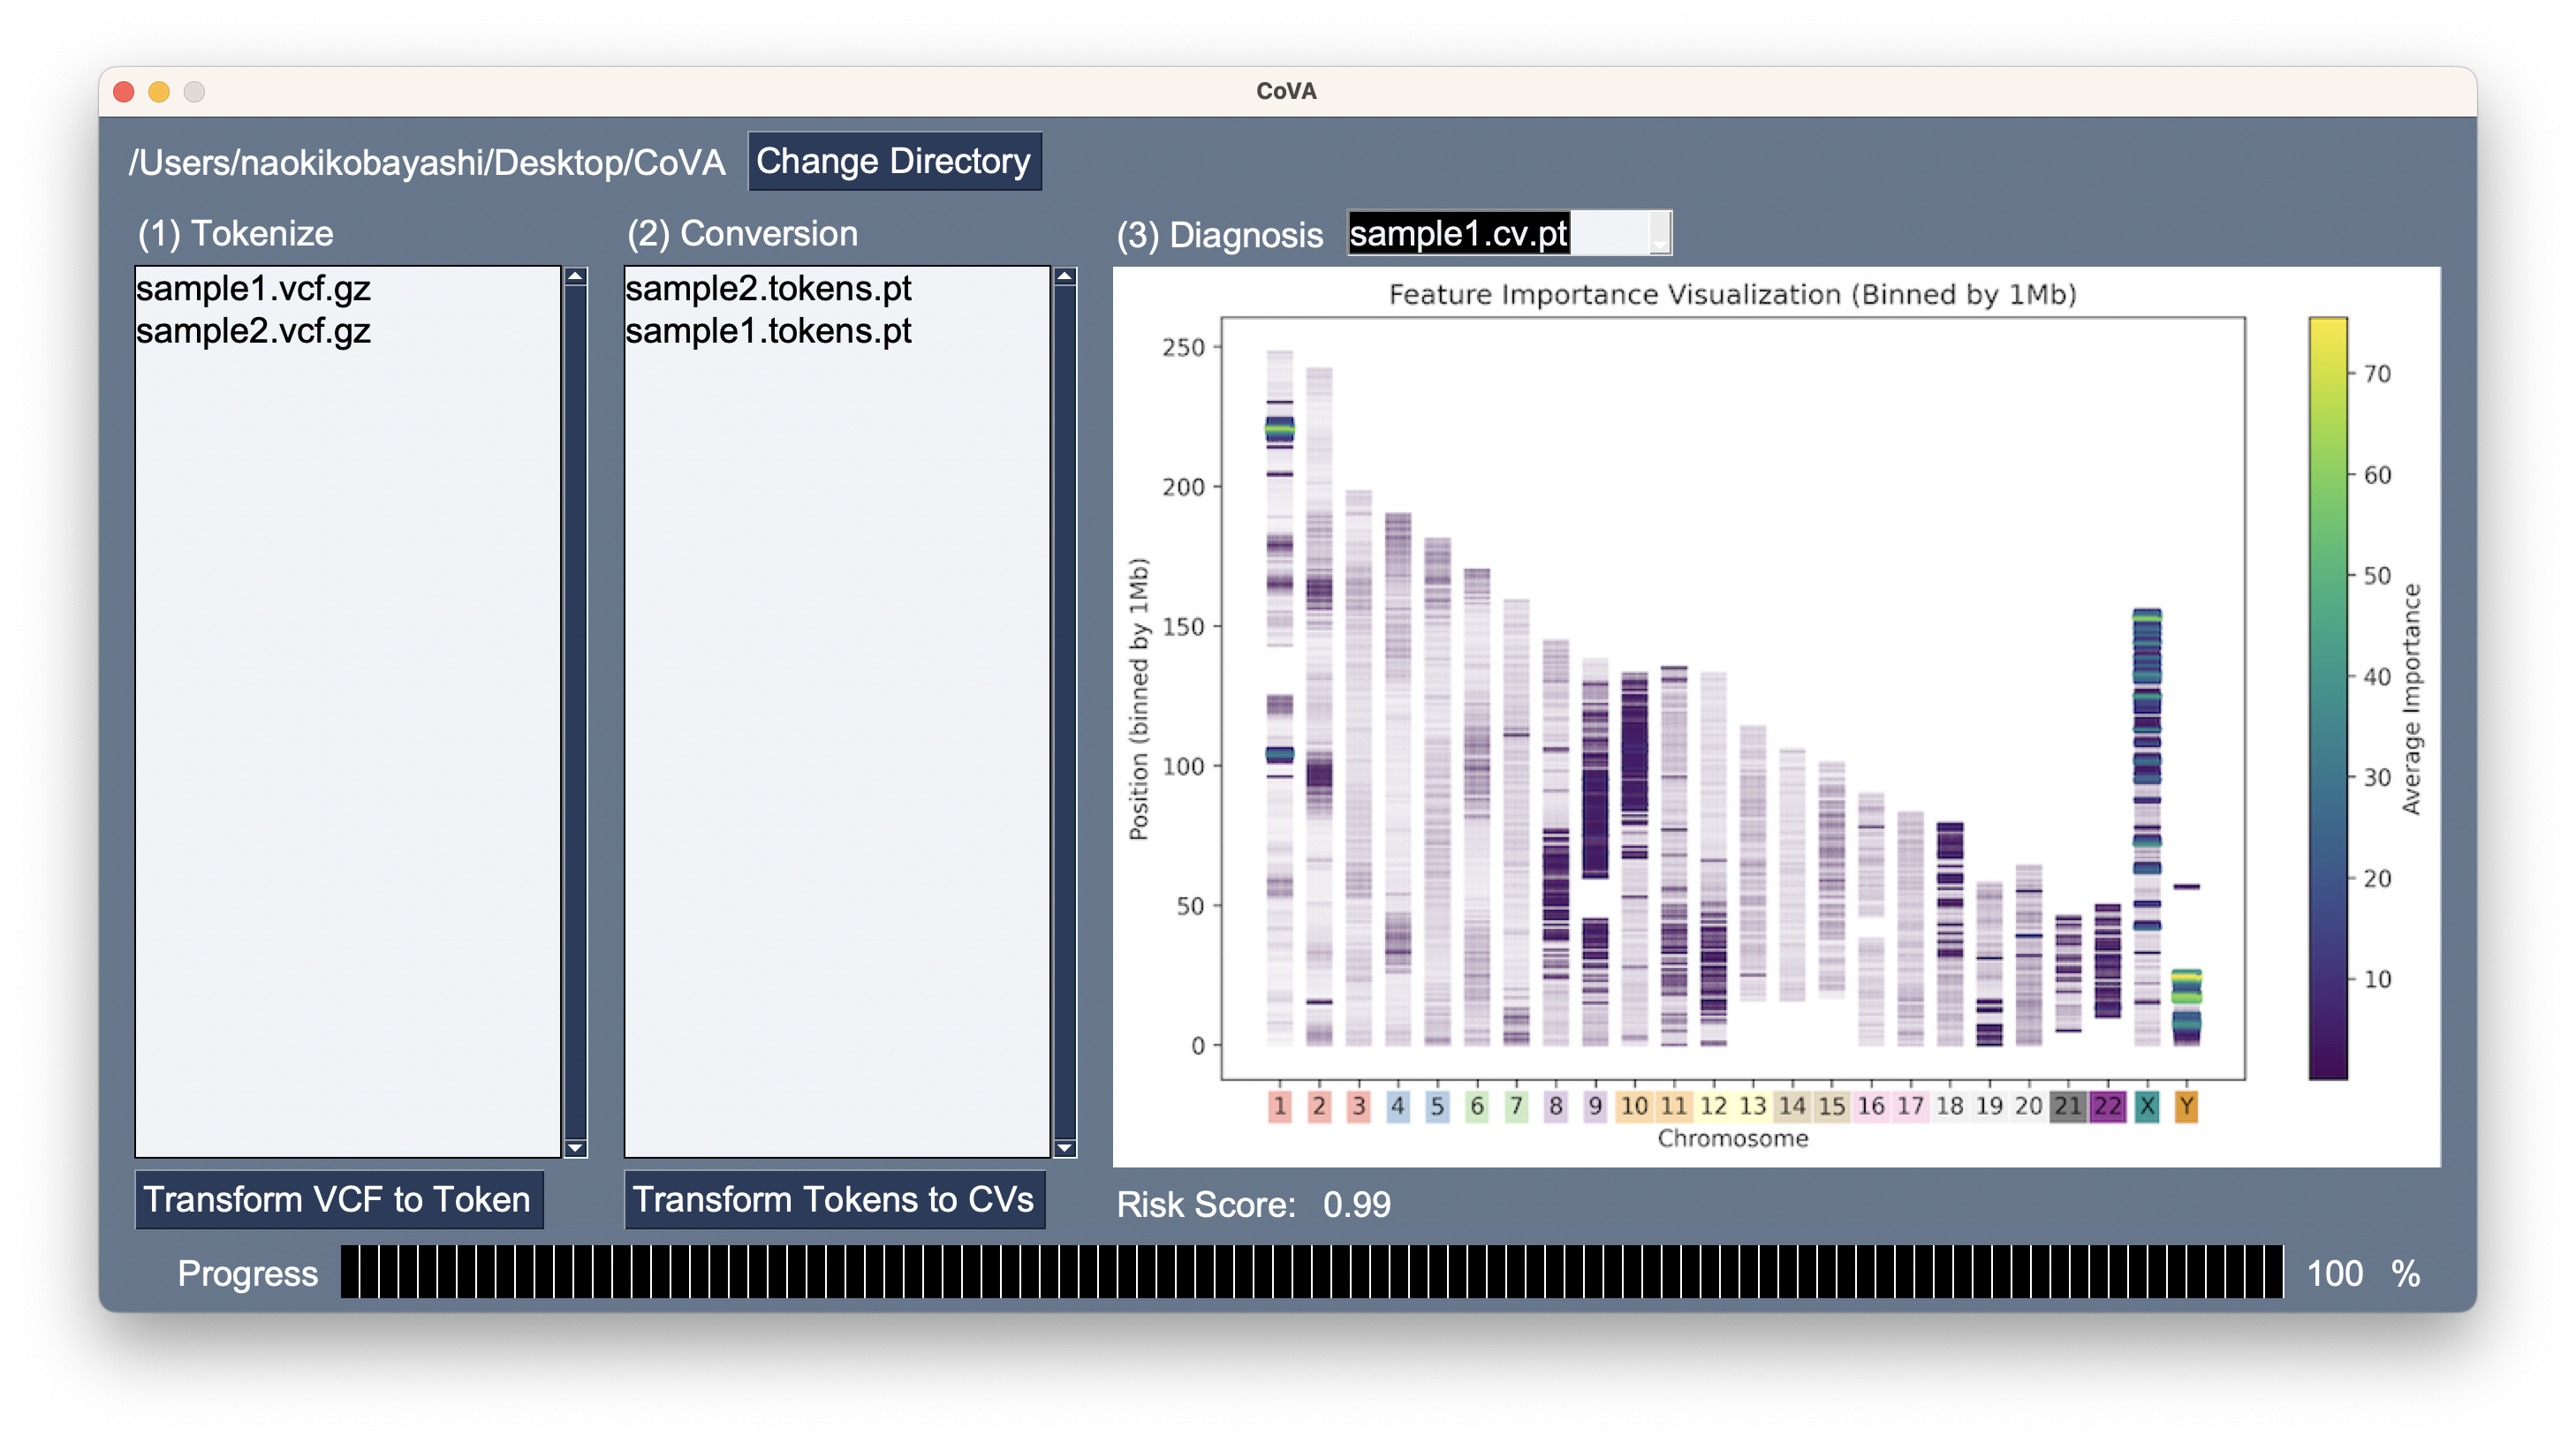 CoVA
/Users/naokikobayashi/Desktop/CoVA
Change Directory
(1) Tokenize
sample1.vcf.gz
sample2.vcf.gz
Transform VCF to Token
(2) Conversion
sample2.tokens.pt
sample1.tokens.pt
Transform Tokens to CVs
(3) Diagnosis
sample1.cv.pt
Feature Importance Visualization (Binned by 1Mb)
Position (binned by 1Mb)
250
200
150
100
50
0
1 2 3 4 5 6 7 8 9 10 11 12 13 14 15 16 17 18 19 20 21 22 X Y
Chromosome
70
60
50
40
30
20
10
Average Importance
Risk Score: 0.99
Progress
100 %